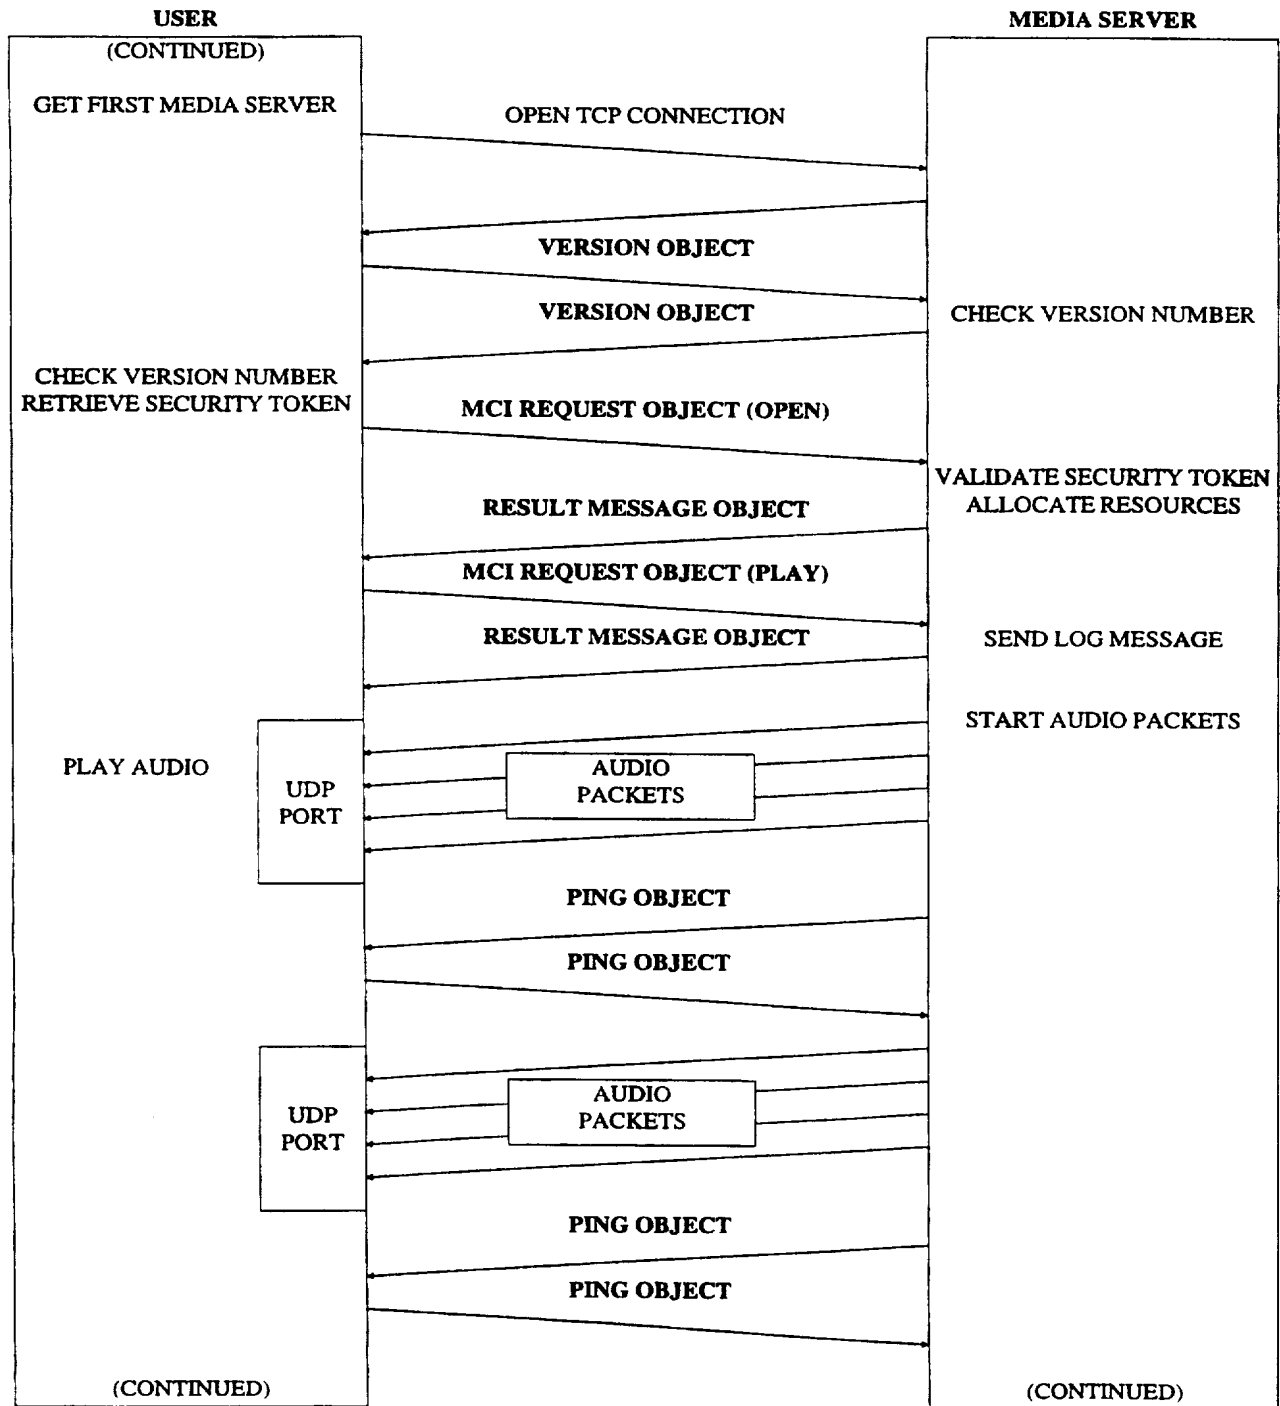 USER
MEDIA SERVER
(CONTINUED)
GET FIRST MEDIA SERVER
OPEN TCP CONNECTION
VERSION OBJECT
VERSION OBJECT
CHECK VERSION NUMBER
CHECK VERSION NUMBER
RETRIEVE SECURITY TOKEN
MCI REQUEST OBJECT (OPEN)
VALIDATE SECURITY TOKEN
ALLOCATE RESOURCES
RESULT MESSAGE OBJECT
MCI REQUEST OBJECT (PLAY)
RESULT MESSAGE OBJECT
SEND LOG MESSAGE
START AUDIO PACKETS
PLAY AUDIO
UDP
PORT
AUDIO
PACKETS
PING OBJECT
PING OBJECT
UDP
PORT
AUDIO
PACKETS
PING OBJECT
PING OBJECT
(CONTINUED)
(CONTINUED)